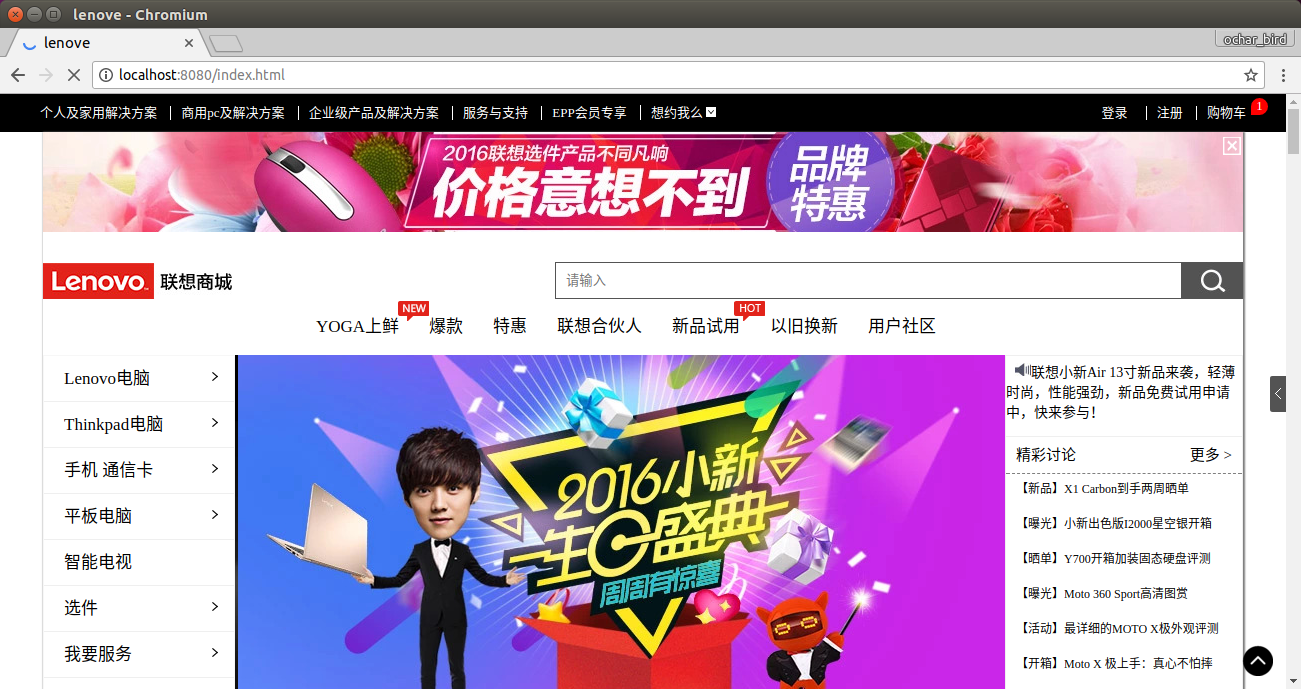 lenove - Chromium
lenove
ochar_bird
localhost:8080/index.html
个人及家用解决方案 商用pc及解决方案 企业级产品及解决方案 服务与支持 EPP会员专享 想约我么 登录 注册 购物车 1
2016联想选件产品不同凡响
价格意想不到
品牌
特惠
Lenovo 联想商城
请输入
NEW HOT
YOGA上鲜 爆款 特惠 联想合伙人 新品试用 以旧换新 用户社区
Lenovo电脑 >
Thinkpad电脑 >
手机 通信卡 >
平板电脑 >
智能电视
选件 >
我要服务 >
2016小新
一生C盛典
周周有惊喜
联想小新Air 13寸新品来袭，轻薄
时尚，性能强劲，新品免费试用申请
中，快来参与！
精彩讨论 更多 >
【新品】X1 Carbon到手两周晒单
【曝光】小新出色版I2000星空银开箱
【晒单】Y700开箱加装固态硬盘评测
【曝光】Moto 360 Sport高清图赏
【活动】最详细的MOTO X极外观评测
【开箱】Moto X 极上手：真心不怕摔